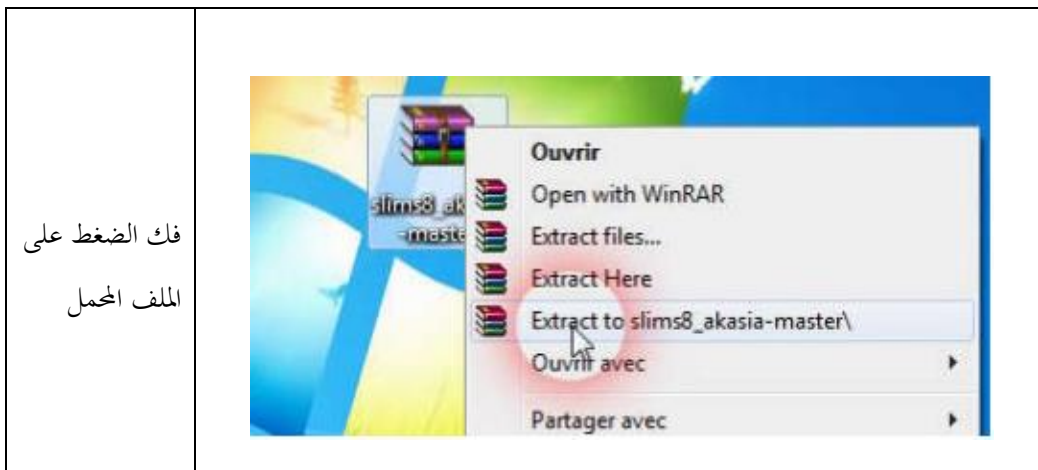 فك الضغط على
الملف المحمل
slims8_ak
-maste
Ouvrir
Open with WinRAR
Extract files...
Extract Here
Extract to slims8_akasia-master\
Ouvrir avec
Partager avec